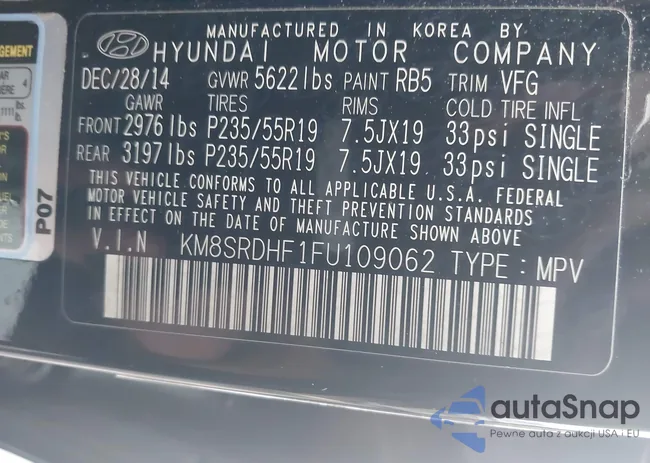 MANUFACTURED IN KOREA BY
HYUNDAI MOTOR COMPANY
DEC/28/14 GVWR 5622lbs PAINT RB5 TRIM VFG
GAWR TIRES RIMS COLD TIRE INFL
FRONT 2976lbs P235/55R19 7.5JX19 33psi SINGLE
REAR 3197lbs P235/55R19 7.5JX19 33psi SINGLE
THIS VEHICLE CONFORMS TO ALL APPLICABLE U.S.A. FEDERAL
MOTOR VEHICLE SAFETY AND THEFT PREVENTION STANDARDS
IN EFFECT ON THE DATE OF MANUFACTURE SHOWN ABOVE
V.I.N KM8SRDHF1FU109062 TYPE : MPV
P07
autaSnap
Pewne auta z aukcji USA i EU